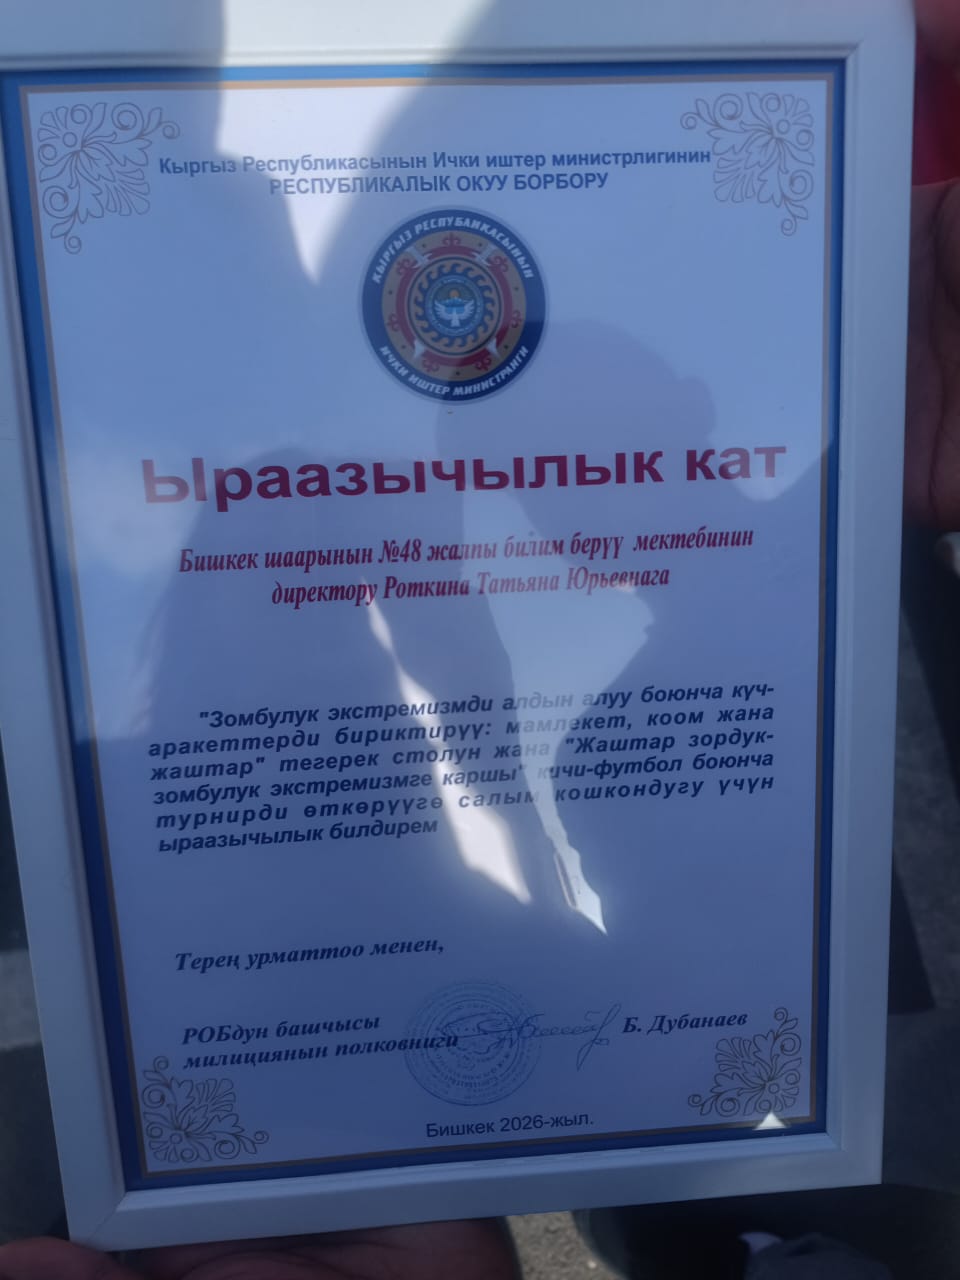 Кыргыз Республикасынын Ички иштер министрлигинин
РЕСПУБЛИКАЛЫК ОКУУ БОРБОРУ
КЫРГЫЗ РЕСПУБЛИКАСЫНЫН
ИЧКИ ИШТЕР МИНИСТРЛИГИ
Ыраазычылык кат
Бишкек шаарынын №48 жалпы билим берүү мектебинин
директору Роткина Татьяна Юрьевнага
"Зомбулук экстремизмди алдын алуу боюнча күч-
аракеттерди бириктирүү: мамлекет, коом жана
жаштар" тегерек столун жана "Жаштар зордук-
зомбулук экстремизмге каршы" кичи-футбол боюнча
турнирди өткөрүүгө салым кошкондугу үчүн
ыраазычылык билдирем
Терең урматтоо менен,
РОБдун башчысы
милициянын полковниги
Б. Дубанаев
Бишкек 2026-жыл.